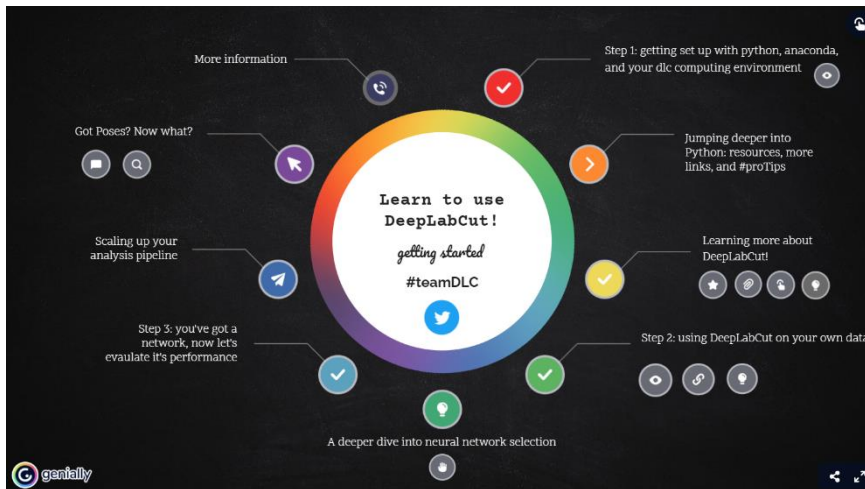 More information
Step 1: getting set up with python, anaconda,
and your dlc computing environment
Got Poses? Now what?
Jumping deeper into
Python: resources, more
links, and #proTips
Learn to use
DeepLabCut!
getting started
#teamDLC
Scaling up your
analysis pipeline
Learning more about
DeepLabCut!
Step 3: you've got a
network, now let's
evaulate it's performance
Step 2: using DeepLabCut on your own data
A deeper dive into neural network selection
genially